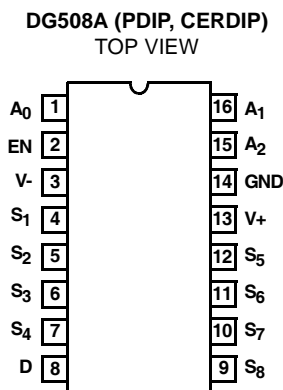 DG508A (PDIP, CERDIP)
TOP VIEW
A0 1 16 A1
EN 2 15 A2
V- 3 14 GND
S1 4 13 V+
S2 5 12 S5
S3 6 11 S6
S4 7 10 S7
D 8 9 S8